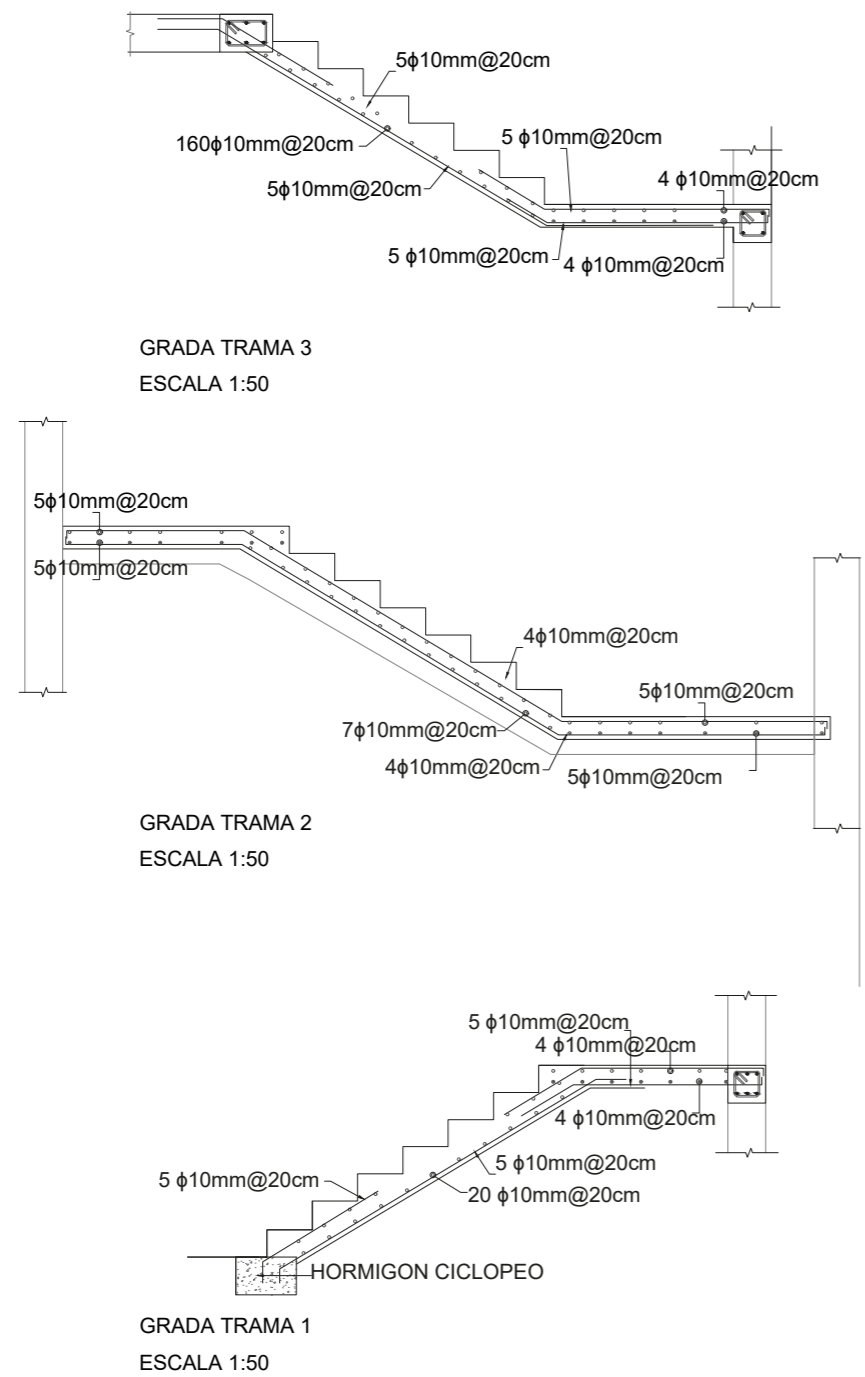 5ϕ10mm@20cm
160ϕ10mm@20cm
5 ϕ10mm@20cm
5ϕ10mm@20cm
4 ϕ10mm@20cm
5 ϕ10mm@20cm
4 ϕ10mm@20cm
GRADA TRAMA 3
ESCALA 1:50
5ϕ10mm@20cm
5ϕ10mm@20cm
4ϕ10mm@20cm
5ϕ10mm@20cm
7ϕ10mm@20cm
4ϕ10mm@20cm
5ϕ10mm@20cm
GRADA TRAMA 2
ESCALA 1:50
5 ϕ10mm@20cm
4 ϕ10mm@20cm
4 ϕ10mm@20cm
5 ϕ10mm@20cm
5 ϕ10mm@20cm
20 ϕ10mm@20cm
HORMIGON CICLOPEO
GRADA TRAMA 1
ESCALA 1:50